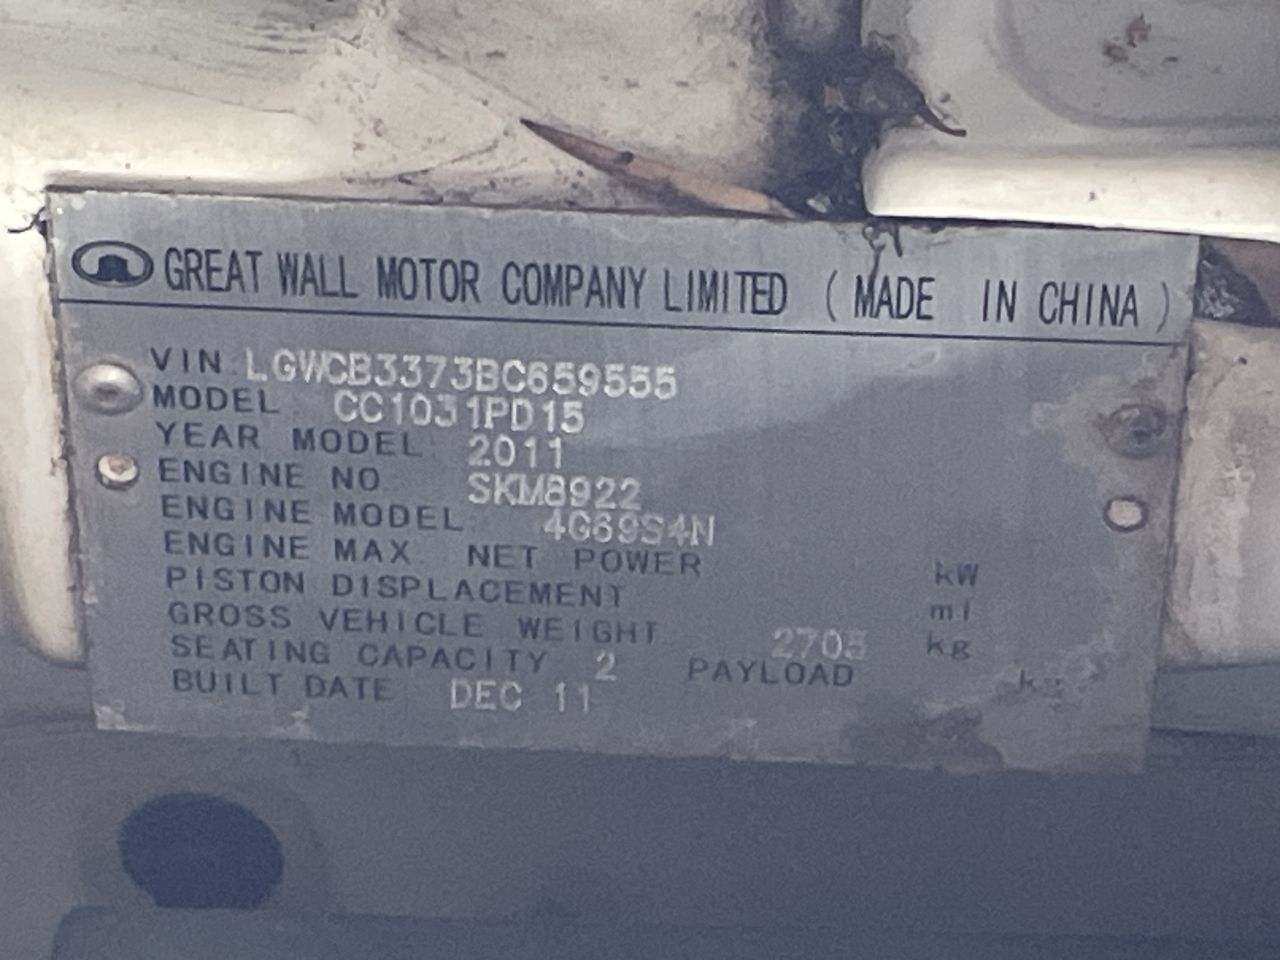 GREAT WALL MOTOR COMPANY LIMITED (MADE IN CHINA)
VIN LGWCB3373BC659555
MODEL CC1031PD15
YEAR MODEL 2011
ENGINE NO SKM8922
ENGINE MODEL 4G69S4N
ENGINE MAX. NET POWER kW
PISTON DISPLACEMENT ml
GROSS VEHICLE WEIGHT 2705 kg
SEATING CAPACITY 2 PAYLOAD kg
BUILT DATE DEC 11